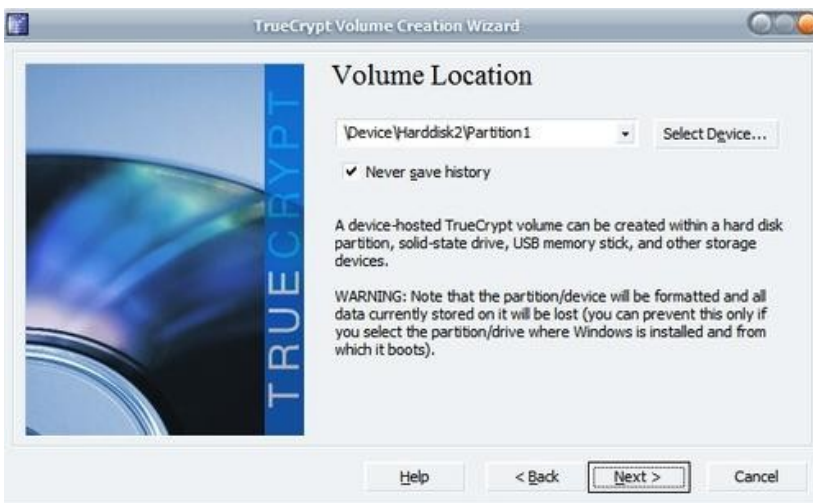 TrueCrypt Volume Creation Wizard
TRUECRYPT
Volume Location
\Device\Harddisk2\Partition1
Select Device...
Never save history
A device-hosted TrueCrypt volume can be created within a hard disk
partition, solid-state drive, USB memory stick, and other storage
devices.
WARNING: Note that the partition/device will be formatted and all
data currently stored on it will be lost (you can prevent this only if
you select the partition/drive where Windows is installed and from
which it boots).
Help
< Back
Next >
Cancel